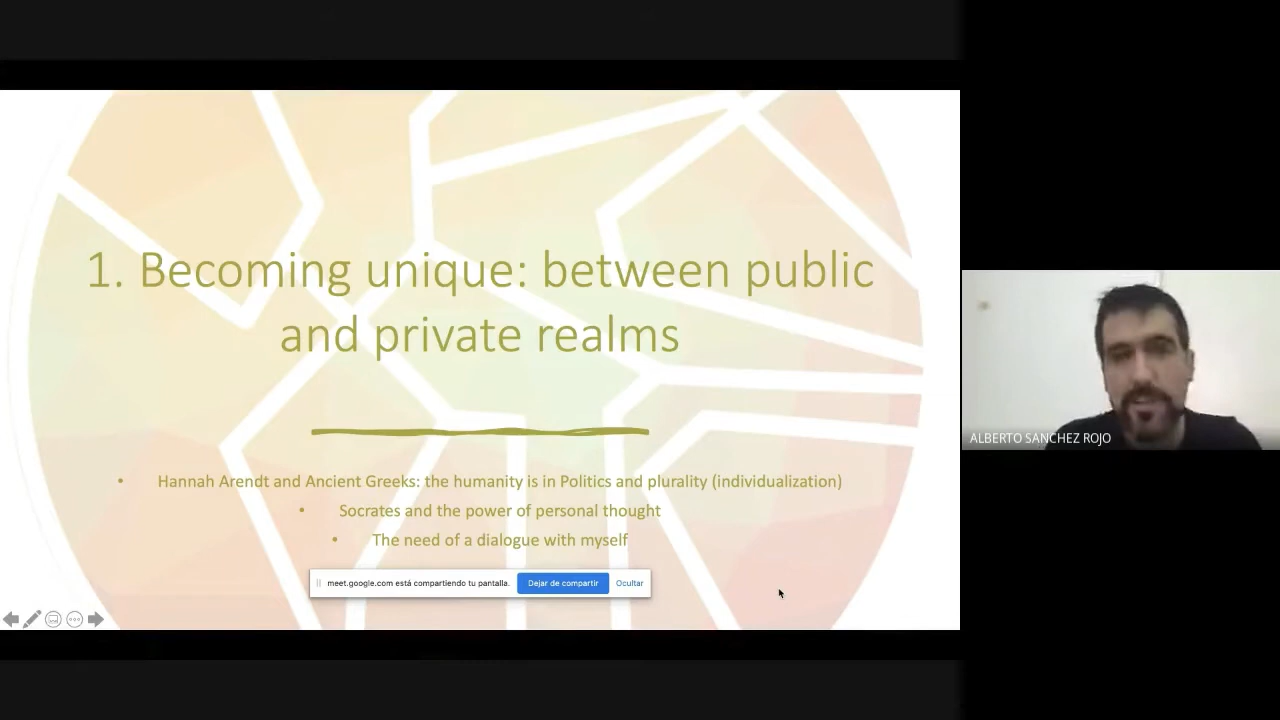 1. Becoming unique: between public
and private realms
• Hannah Arendt and Ancient Greeks: the humanity is in Politics and plurality (individualization)
• Socrates and the power of personal thought
• The need of a dialogue with myself
meet.google.com está compartiendo tu pantalla. Dejar de compartir Ocultar
ALBERTO SANCHEZ ROJO